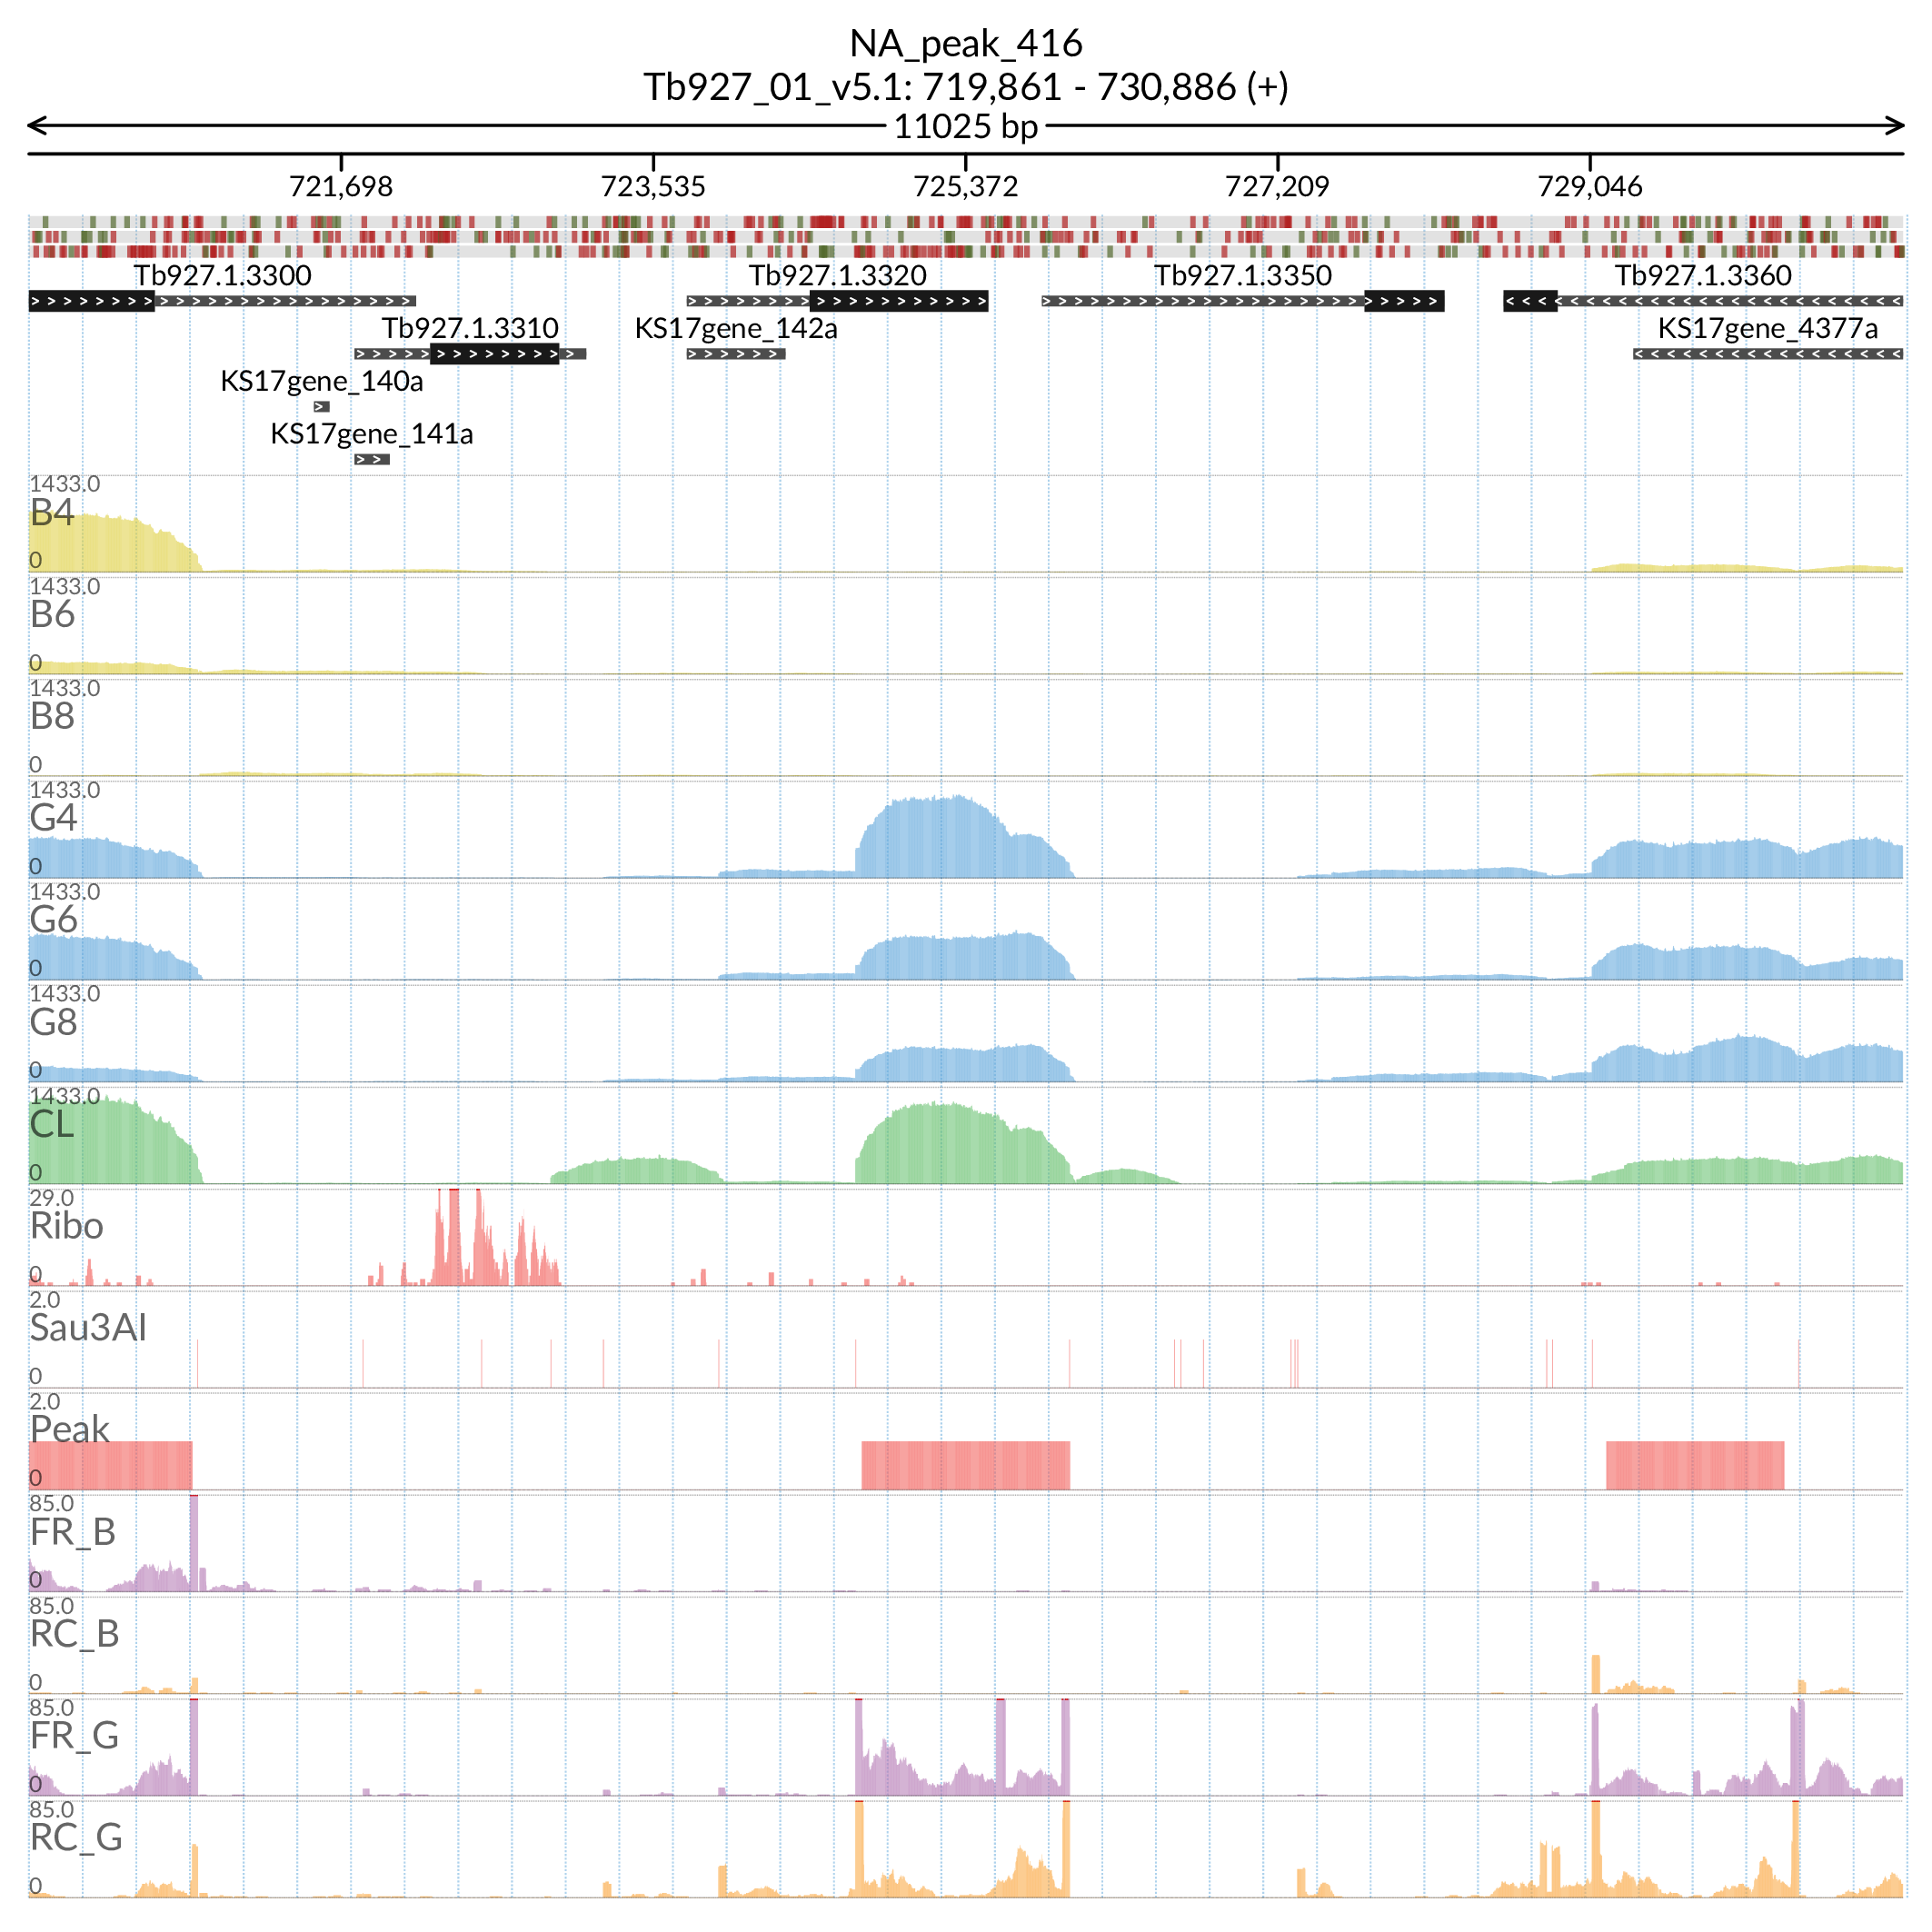 NA_peak_416
Tb927_01_v5.1: 719,861 - 730,886 (+)
11025 bp
721,698 723,535 725,372 727,209 729,046
Tb927.1.3300 Tb927.1.3320 Tb927.1.3350 Tb927.1.3360
Tb927.1.3310 KS17gene_142a KS17gene_4377a
KS17gene_140a
KS17gene_141a
1433.0
B4
0
1433.0
B6
0
1433.0
B8
0
1433.0
G4
0
1433.0
G6
0
1433.0
G8
0
1433.0
CL
0
29.0
Ribo
0
2.0
Sau3AI
0
2.0
Peak
0
85.0
FR_B
0
85.0
RC_B
0
85.0
FR_G
0
85.0
RC_G
0